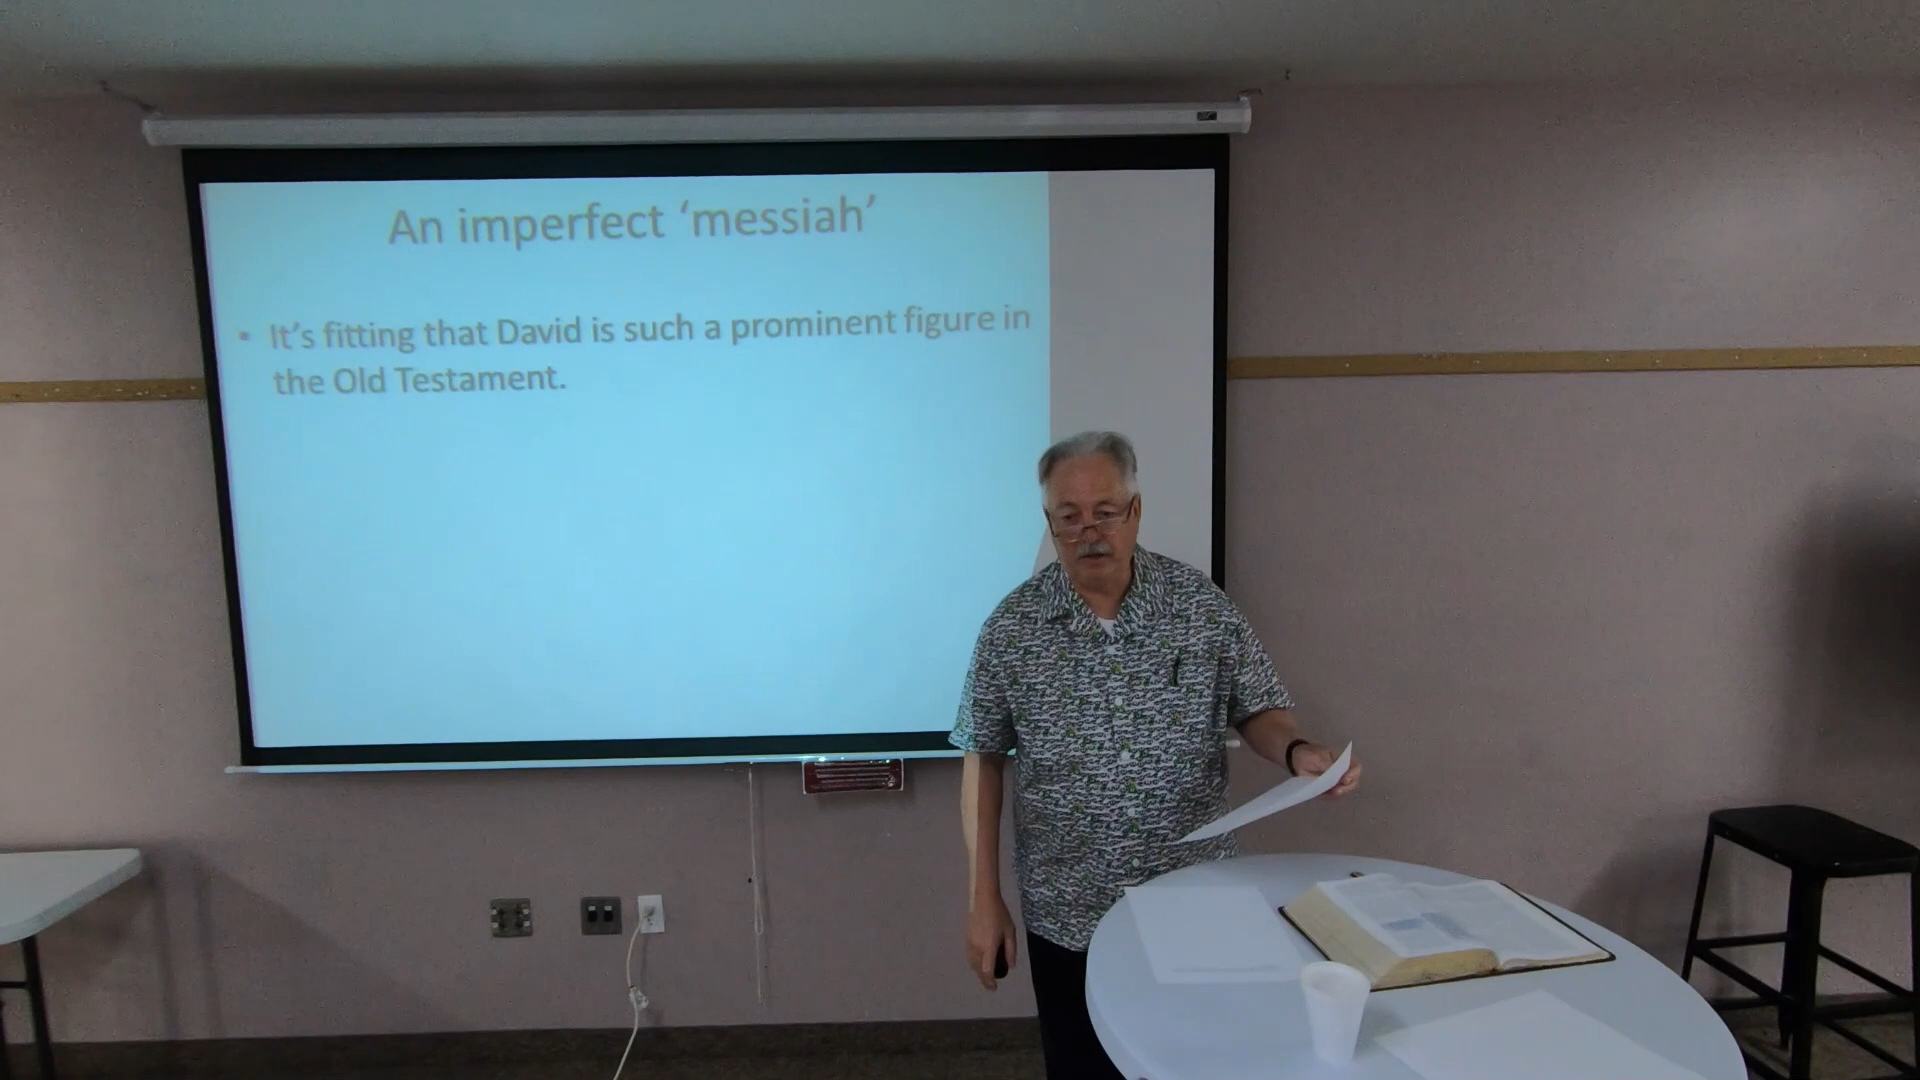 An imperfect ‘messiah’
• It’s fitting that David is such a prominent figure in
the Old Testament.